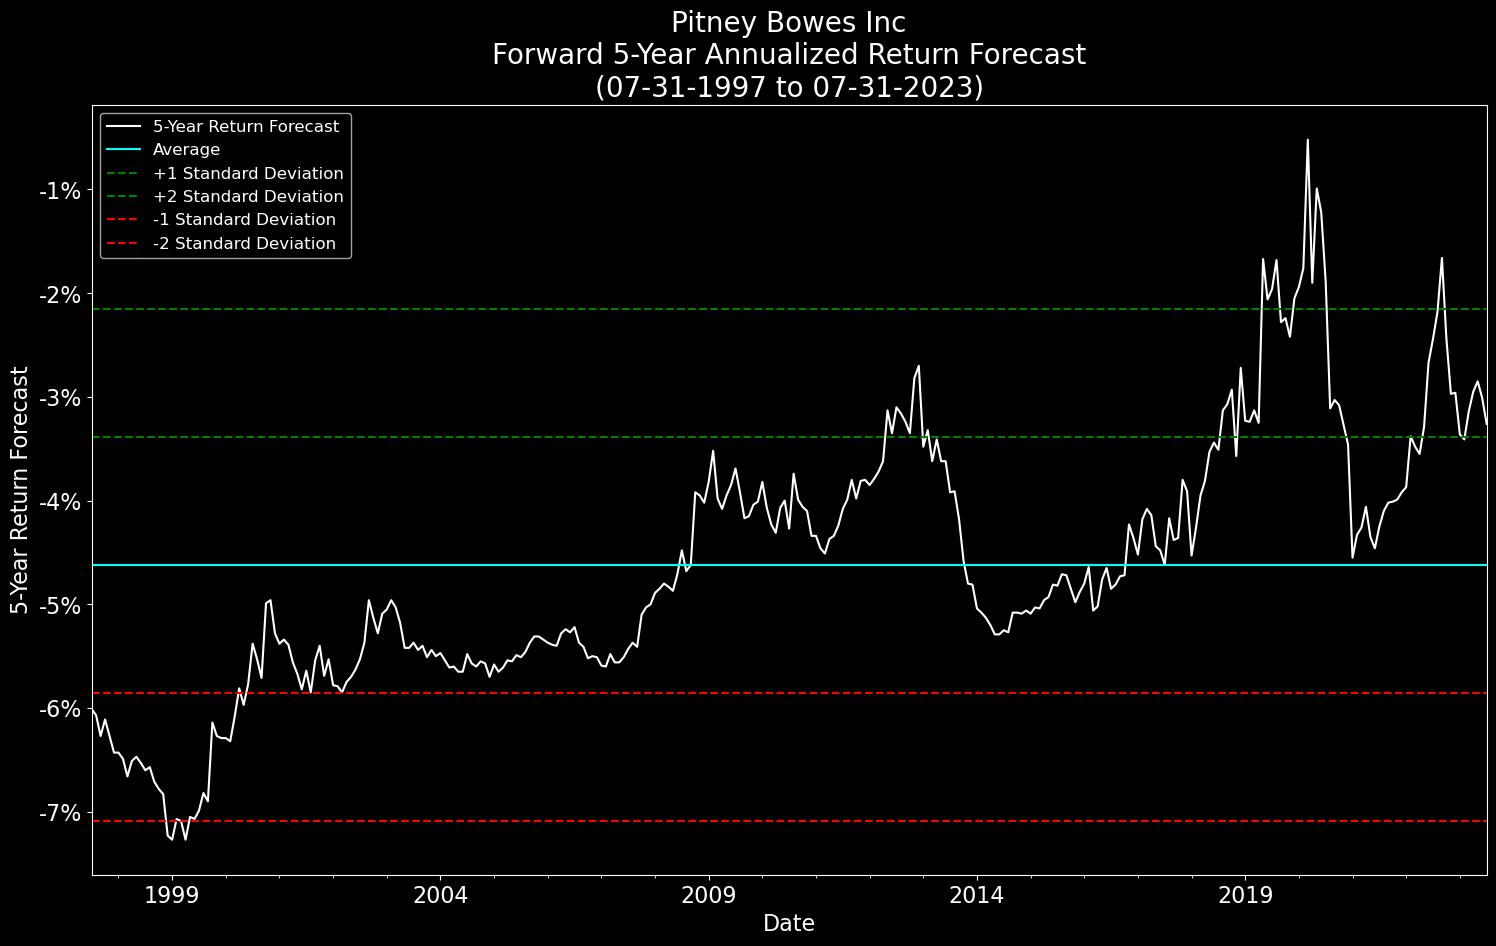 Pitney Bowes Inc
Forward 5-Year Annualized Return Forecast
(07-31-1997 to 07-31-2023)
5-Year Return Forecast
Average
+1 Standard Deviation
+2 Standard Deviation
-1 Standard Deviation
-2 Standard Deviation
-1%
-2%
-3%
-4%
-5%
-6%
-7%
5-Year Return Forecast
1999
2004
2009
2014
2019
Date